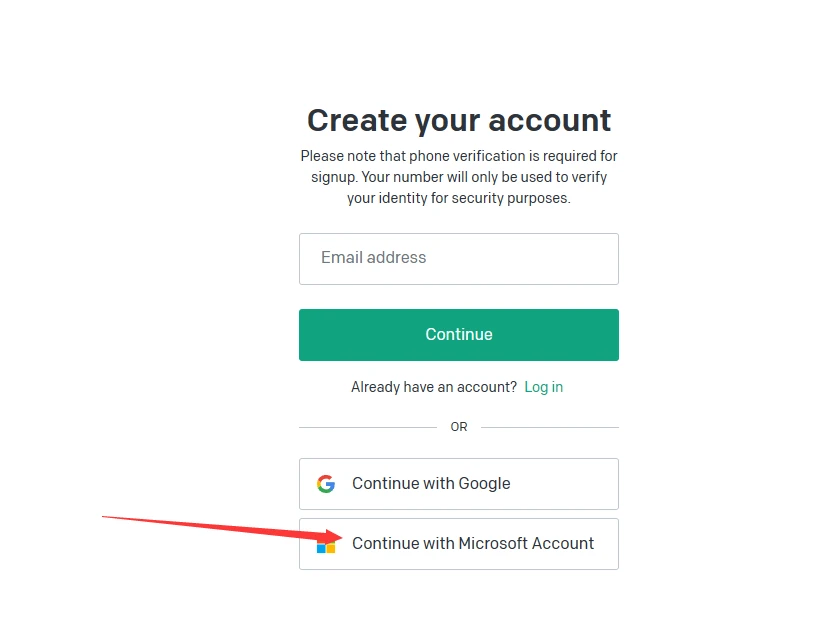 Create your account
Please note that phone verification is required for
signup. Your number will only be used to verify
your identity for security purposes.
Email address
Continue
Already have an account? Log in
OR
Continue with Google
Continue with Microsoft Account